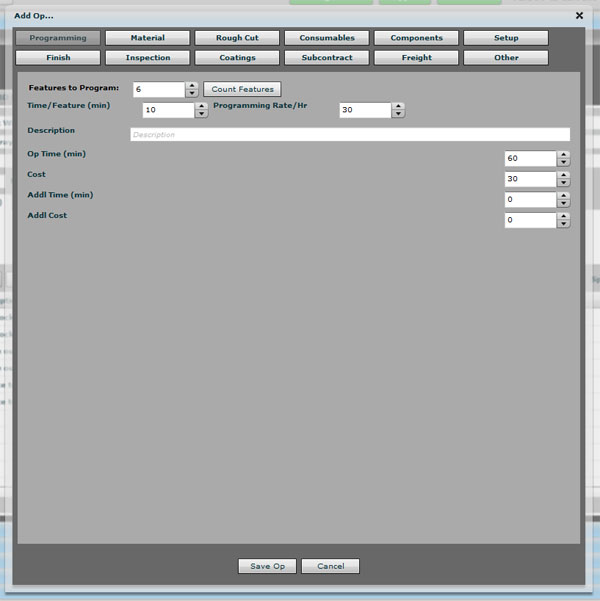 Add Op...
Programming Material Rough Cut Consumables Components Setup
Finish Inspection Coatings Subcontract Freight Other
Features to Program: 6 Count Features
Time/Feature (min) 10 Programming Rate/Hr 30
Description Description
Op Time (min) 60
Cost 30
Addl Time (min) 0
Addl Cost 0
Save Op Cancel